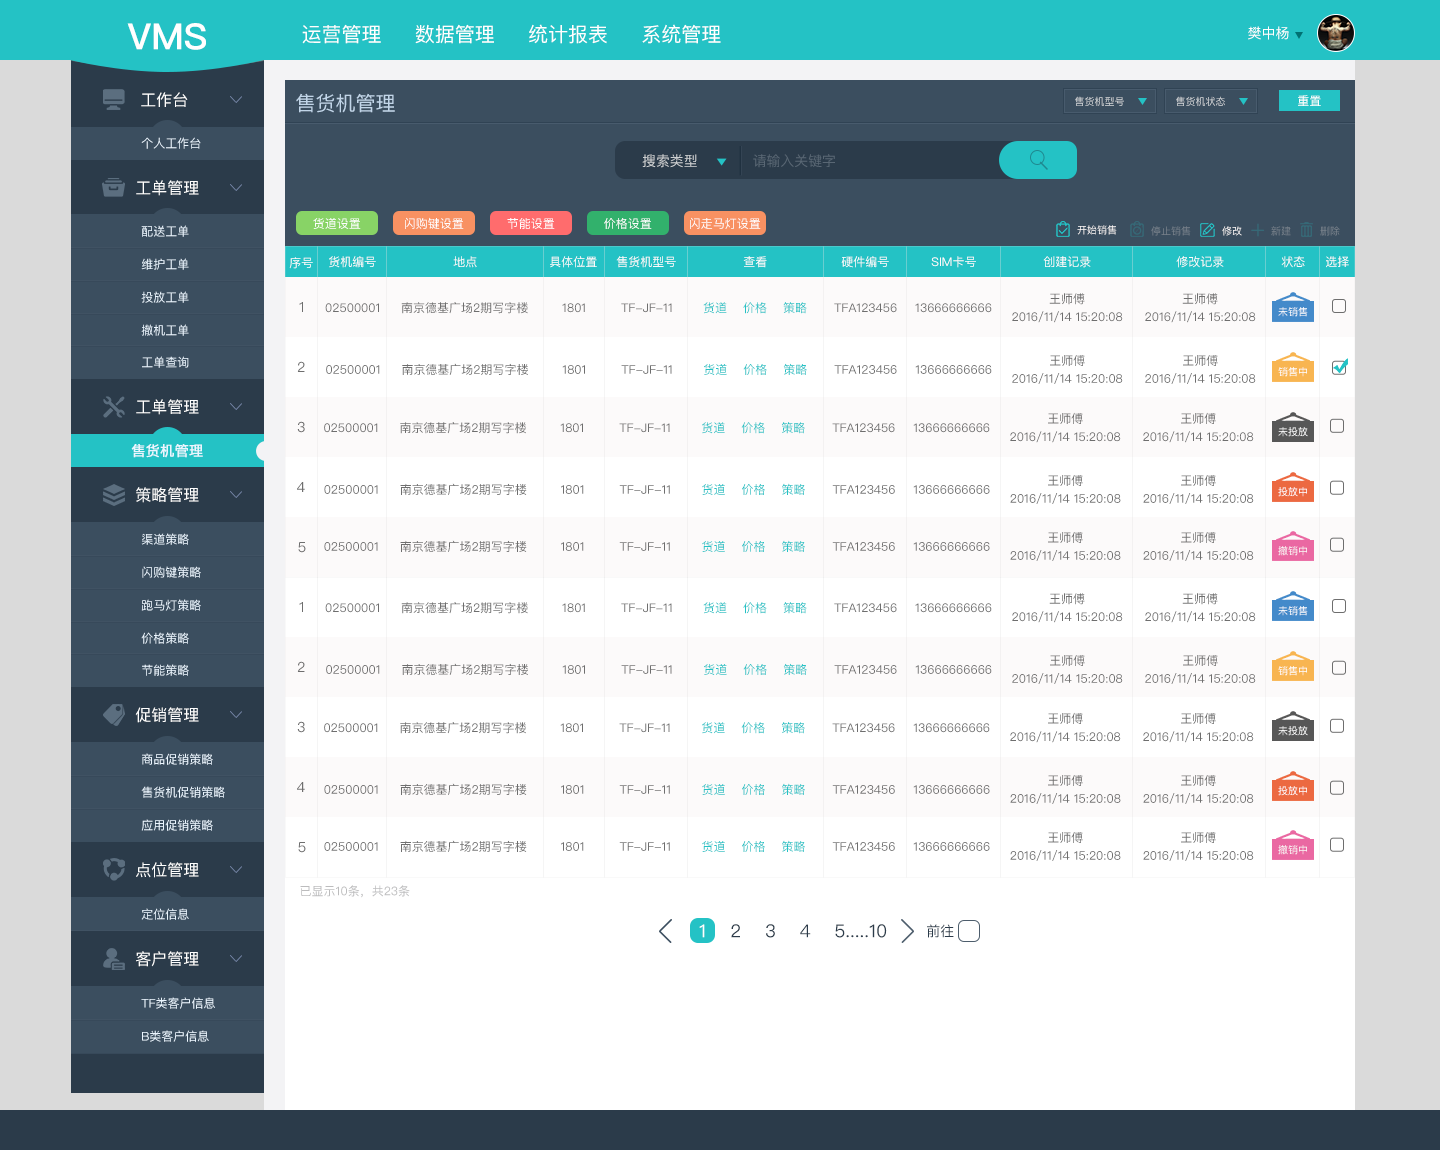 VMS
运营管理 数据管理 统计报表 系统管理
樊中杨
工作台
个人工作台
工单管理
配送工单
维护工单
投放工单
撤机工单
工单查询
工单管理
售货机管理
策略管理
渠道策略
闪购键策略
跑马灯策略
价格策略
节能策略
促销管理
商品促销策略
售货机促销策略
应用促销策略
点位管理
定位信息
客户管理
TF类客户信息
B类客户信息
售货机管理
售货机型号 售货机状态 重置
搜索类型 请输入关键字
货道设置 闪购键设置 节能设置 价格设置 闪走马灯设置
开始销售 停止销售 修改 新建 删除
序号 货机编号 地点 具体位置 售货机型号 查看 硬件编号 SIM卡号 创建记录 修改记录 状态 选择
1 02500001 南京德基广场2期写字楼 1801 TF-JF-11 货道 价格 策略 TFA123456 13666666666 王师傅 2016/11/14 15:20:08 王师傅 2016/11/14 15:20:08 未销售
2 02500001 南京德基广场2期写字楼 1801 TF-JF-11 货道 价格 策略 TFA123456 13666666666 王师傅 2016/11/14 15:20:08 王师傅 2016/11/14 15:20:08 销售中
3 02500001 南京德基广场2期写字楼 1801 TF-JF-11 货道 价格 策略 TFA123456 13666666666 王师傅 2016/11/14 15:20:08 王师傅 2016/11/14 15:20:08 未投放
4 02500001 南京德基广场2期写字楼 1801 TF-JF-11 货道 价格 策略 TFA123456 13666666666 王师傅 2016/11/14 15:20:08 王师傅 2016/11/14 15:20:08 投放中
5 02500001 南京德基广场2期写字楼 1801 TF-JF-11 货道 价格 策略 TFA123456 13666666666 王师傅 2016/11/14 15:20:08 王师傅 2016/11/14 15:20:08 撤销中
1 02500001 南京德基广场2期写字楼 1801 TF-JF-11 货道 价格 策略 TFA123456 13666666666 王师傅 2016/11/14 15:20:08 王师傅 2016/11/14 15:20:08 未销售
2 02500001 南京德基广场2期写字楼 1801 TF-JF-11 货道 价格 策略 TFA123456 13666666666 王师傅 2016/11/14 15:20:08 王师傅 2016/11/14 15:20:08 销售中
3 02500001 南京德基广场2期写字楼 1801 TF-JF-11 货道 价格 策略 TFA123456 13666666666 王师傅 2016/11/14 15:20:08 王师傅 2016/11/14 15:20:08 未投放
4 02500001 南京德基广场2期写字楼 1801 TF-JF-11 货道 价格 策略 TFA123456 13666666666 王师傅 2016/11/14 15:20:08 王师傅 2016/11/14 15:20:08 投放中
5 02500001 南京德基广场2期写字楼 1801 TF-JF-11 货道 价格 策略 TFA123456 13666666666 王师傅 2016/11/14 15:20:08 王师傅 2016/11/14 15:20:08 撤销中
已显示10条，共23条
1 2 3 4 5.....10 前往